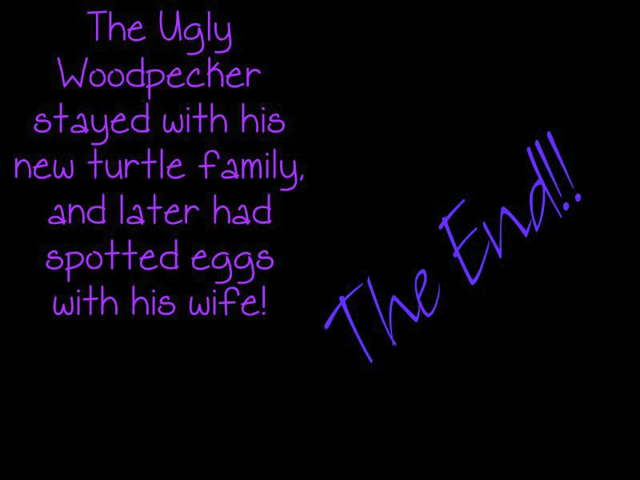 The Ugly
Woodpecker
stayed with his
new turtle family,
and later had
spotted eggs
with his wife!
The End!!